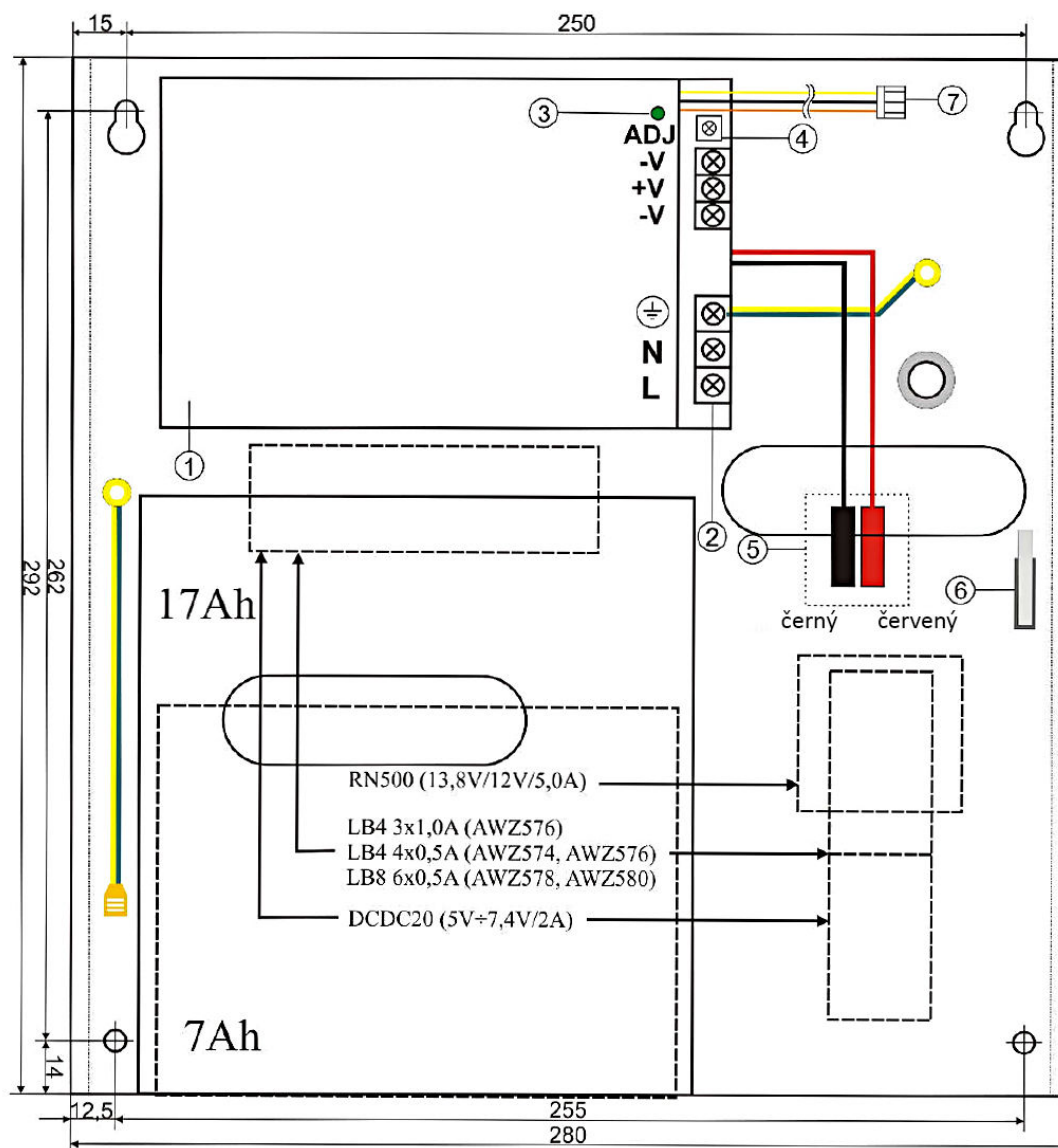 15
250
3
7
ADJ
4
-V
+V
-V
N
L
1
2
5
17Ah
262
292
6
černý
červený
RN500 (13,8V/12V/5,0A)
LB4 3x1,0A (AWZ576)
LB4 4x0,5A (AWZ574, AWZ576)
LB8 6x0,5A (AWZ578, AWZ580)
DCDC20 (5V÷7,4V/2A)
7Ah
14
12,5
255
280